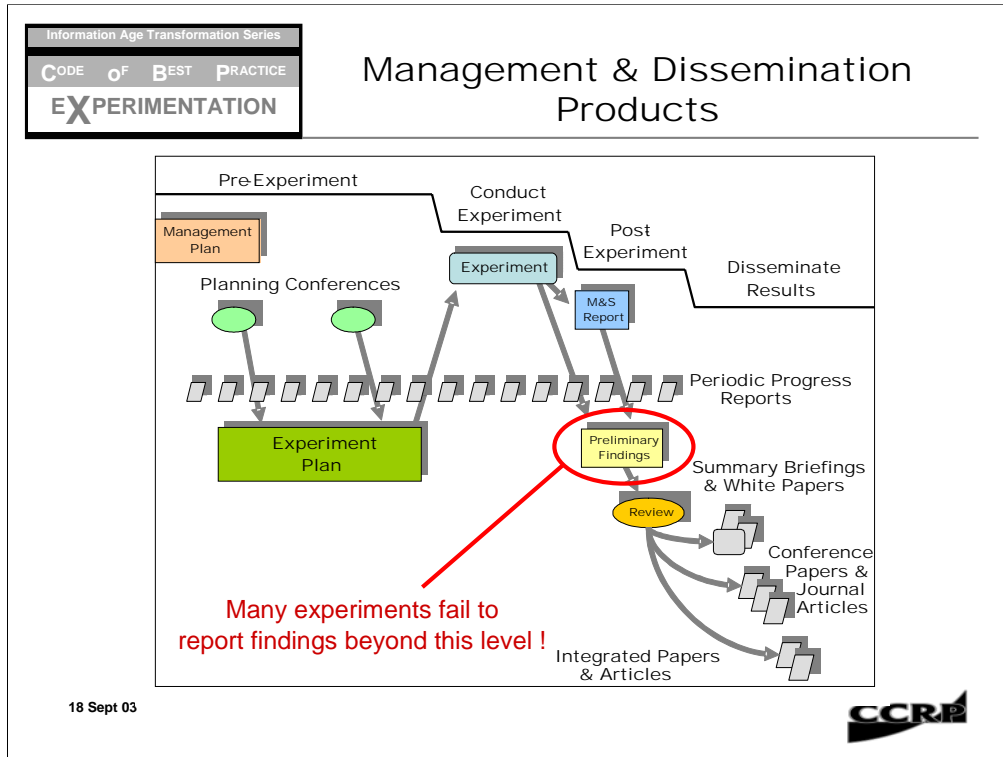 Information Age Transformation Series
CODE OF BEST PRACTICE
EXPERIMENTATION
Management & Dissemination
Products
Pre-Experiment
Conduct
Experiment
Post-
Experiment
Disseminate
Results
Management
Plan
Planning Conferences
Experiment
M&S
Report
Periodic Progress
Reports
Experiment
Plan
Preliminary
Findings
Summary Briefings
& White Papers
Review
Conference
Papers &
Journal
Articles
Many experiments fail to
report findings beyond this level !
Integrated Papers
& Articles
18 Sept 03
CCRP